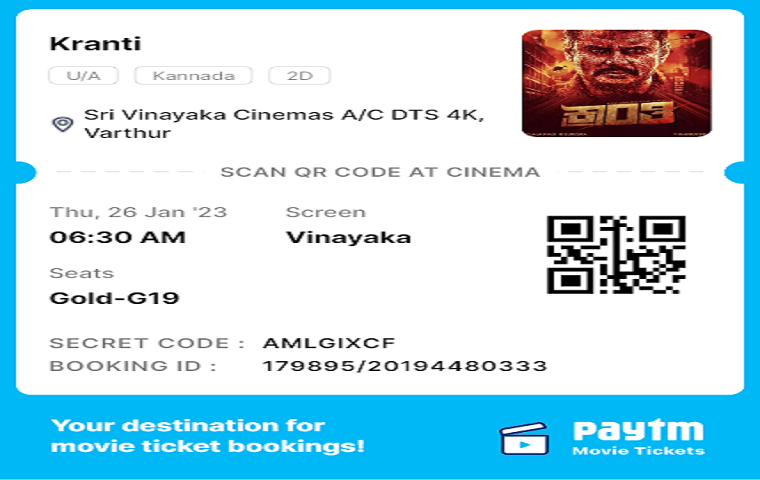 Kranti
U/A Kannada 2D
Sri Vinayaka Cinemas A/C DTS 4K,
Varthur
ಕ್ರಾಂತಿ
SCAN QR CODE AT CINEMA
Thu, 26 Jan '23 Screen
06:30 AM Vinayaka
Seats
Gold-G19
SECRET CODE : AMLGIXCF
BOOKING ID : 179895/20194480333
Your destination for
movie ticket bookings!
paytm
Movie Tickets